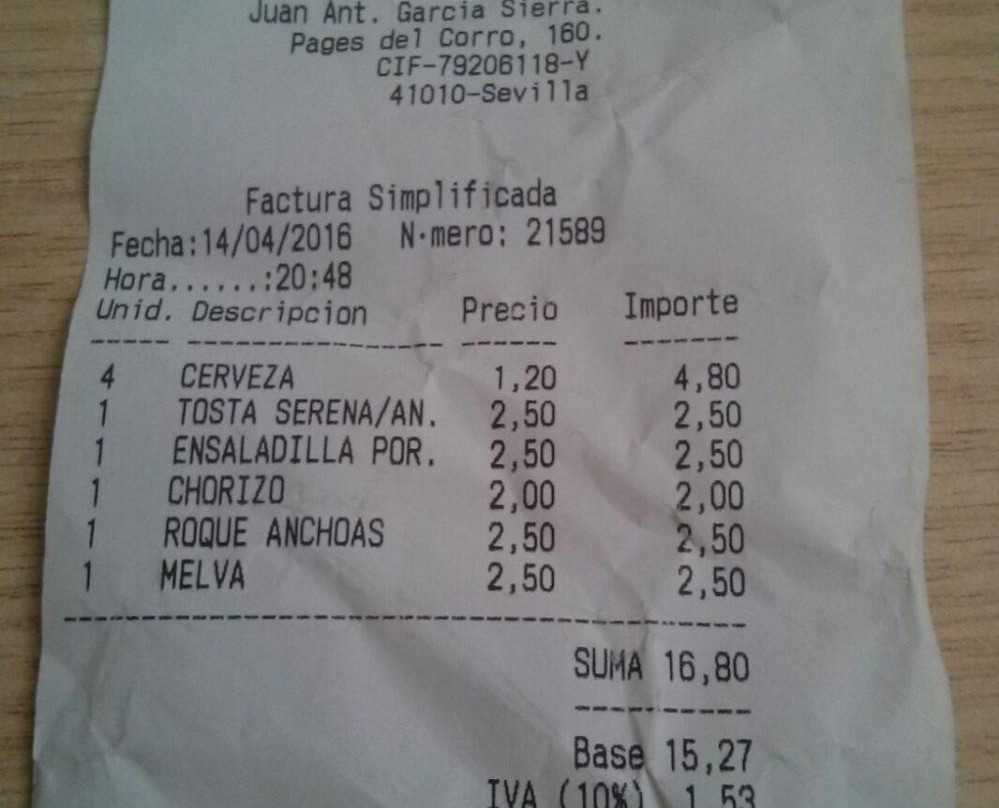 Juan Ant. Garcia Sierra.
Pages del Corro, 160.
CIF-79206118-Y
41010-Sevilla
Factura Simplificada
Fecha:14/04/2016 N·mero: 21589
Hora......:20:48
Unid. Descripcion Precio Importe
4 CERVEZA 1,20 4,80
1 TOSTA SERENA/AN. 2,50 2,50
1 ENSALADILLA POR. 2,50 2,50
1 CHORIZO 2,00 2,00
1 ROQUE ANCHOAS 2,50 2,50
1 MELVA 2,50 2,50
SUMA 16,80
Base 15,27
IVA (10%) 1,53